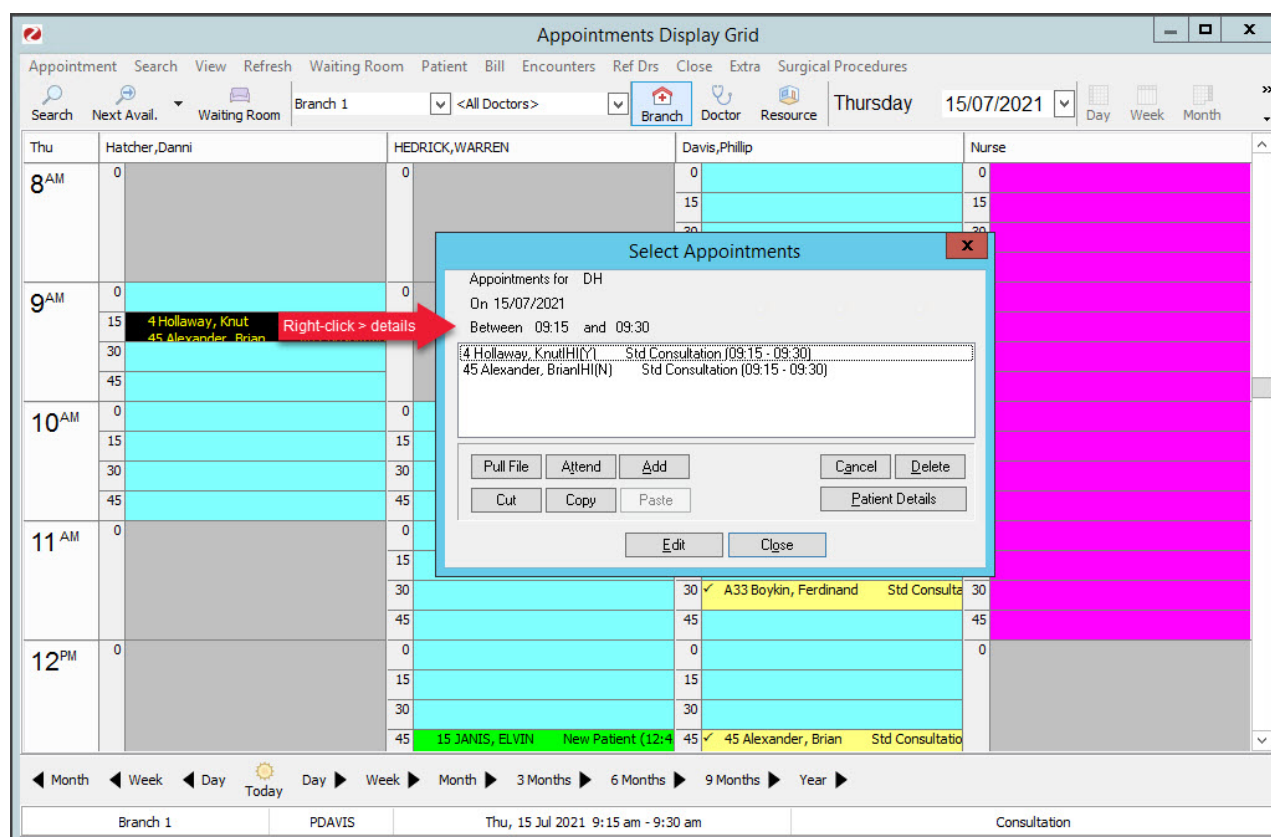 Appointments Display Grid
Appointment Search View Refresh Waiting Room Patient Bill Encounters Ref Drs Close Extra Surgical Procedures
Search Next Avail. Waiting Room Branch 1 <All Doctors> Branch Doctor Resource Thursday 15/07/2021 Day Week Month
Thu Hatcher,Danni HEDRICK,WARREN Davis,Phillip Nurse
8AM 0 0 0 0
15 15
30 30
Select Appointments
Appointments for DH
On 15/07/2021
Between 09:15 and 09:30
9AM 0 0
15 4 Hollaway, Knut
45 Alexander, Brian
Right-click > details
30
45
4 Hollaway, Knut|HI(Y) Std Consultation (09:15 - 09:30)
45 Alexander, Brian|HI(N) Std Consultation (09:15 - 09:30)
10AM 0 0
15 15
30 30
45 45
Pull File Attend Add Cancel Delete
Cut Copy Paste Patient Details
Edit Close
11 AM 0 0
15
30 30 ✓ A33 Boykin, Ferdinand Std Consulta 30
45 45 45
12PM 0 0 0 0
15 15
30 30
45 15 JANIS, ELVIN New Patient (12:4 45 ✓ 45 Alexander, Brian Std Consultatio
Month Week Day Today Day Week Month 3 Months 6 Months 9 Months Year
Branch 1 PDAVIS Thu, 15 Jul 2021 9:15 am - 9:30 am Consultation